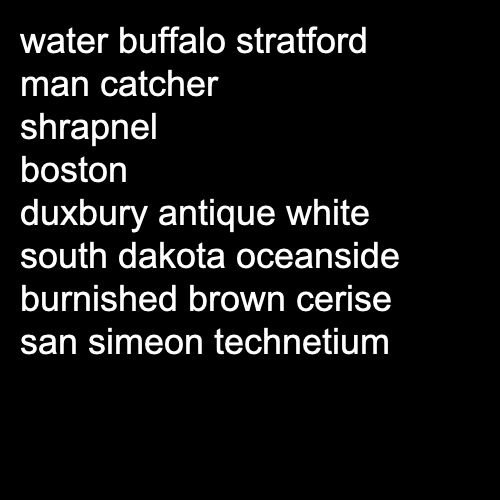 water buffalo stratford
man catcher
shrapnel
boston
duxbury antique white
south dakota oceanside
burnished brown cerise
san simeon technetium